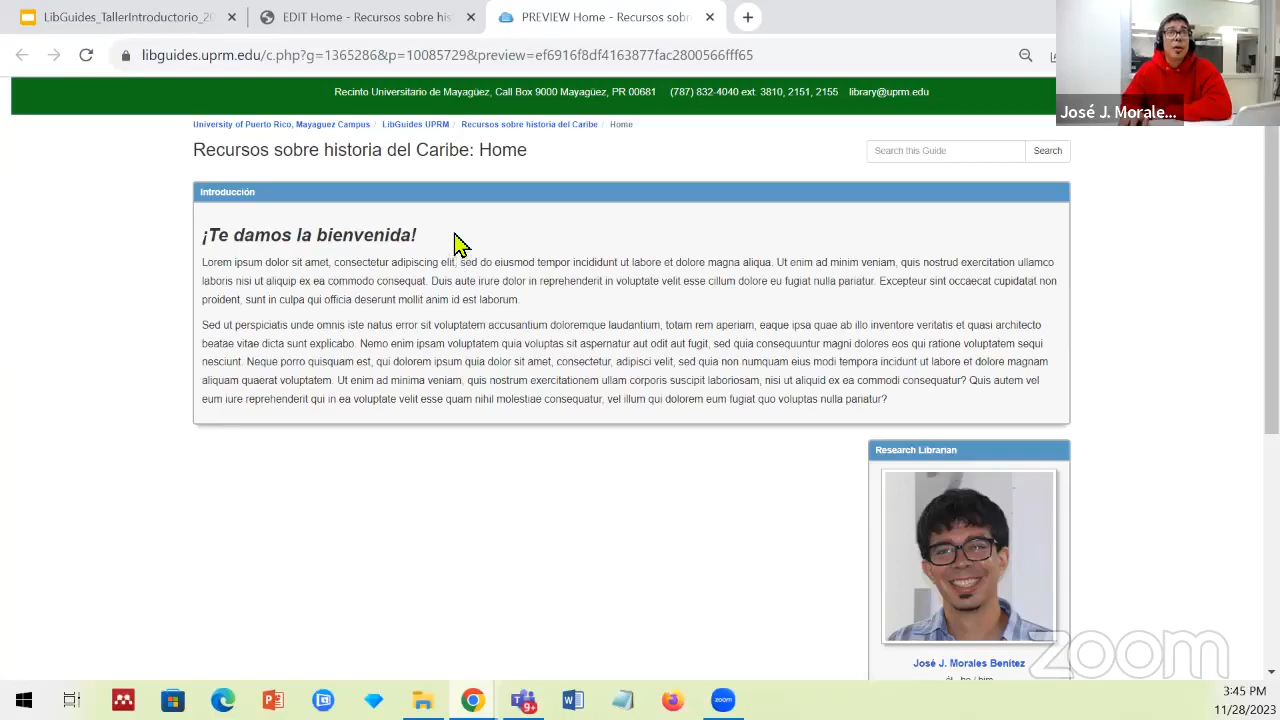 LibGuides_TallerIntroductorio_20
EDIT Home - Recursos sobre his
PREVIEW Home - Recursos sobr
libguides.uprm.edu/c.php?g=1365286&p=10085729&preview=ef6916f8df4163877fac2800566fff65
José J. Morales...
Recinto Universitario de Mayagüez, Call Box 9000 Mayagüez, PR 00681 (787) 832-4040 ext. 3810, 2151, 2155 library@uprm.edu
University of Puerto Rico, Mayaguez Campus / LibGuides UPRM / Recursos sobre historia del Caribe / Home
Recursos sobre historia del Caribe: Home
Search this Guide
Search
Introducción
¡Te damos la bienvenida!
Lorem ipsum dolor sit amet, consectetur adipiscing elit, sed do eiusmod tempor incididunt ut labore et dolore magna aliqua. Ut enim ad minim veniam, quis nostrud exercitation ullamco
laboris nisi ut aliquip ex ea commodo consequat. Duis aute irure dolor in reprehenderit in voluptate velit esse cillum dolore eu fugiat nulla pariatur. Excepteur sint occaecat cupidatat non
proident, sunt in culpa qui officia deserunt mollit anim id est laborum.
Sed ut perspiciatis unde omnis iste natus error sit voluptatem accusantium doloremque laudantium, totam rem aperiam, eaque ipsa quae ab illo inventore veritatis et quasi architecto
beatae vitae dicta sunt explicabo. Nemo enim ipsam voluptatem quia voluptas sit aspernatur aut odit aut fugit, sed quia consequuntur magni dolores eos qui ratione voluptatem sequi
nesciunt. Neque porro quisquam est, qui dolorem ipsum quia dolor sit amet, consectetur, adipisci velit, sed quia non numquam eius modi tempora incidunt ut labore et dolore magnam
aliquam quaerat voluptatem. Ut enim ad minima veniam, quis nostrum exercitationem ullam corporis suscipit laboriosam, nisi ut aliquid ex ea commodi consequatur? Quis autem vel
eum iure reprehenderit qui in ea voluptate velit esse quam nihil molestiae consequatur, vel illum qui dolorem eum fugiat quo voluptas nulla pariatur?
Research Librarian
José J. Morales Benítez
zoom
zoom
9+
3:45 PM
11/28/2023